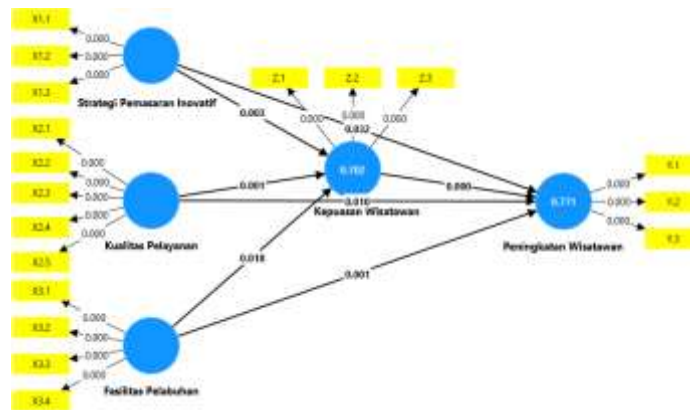 X1.1
0.000
X1.2
0.000
0.000
X1.3
Strategi Pemasaran Inovatif
Z.1
Z.2
Z.3
0.000
0.000
0.000
0.003
0.032
X2.1
X2.2
X2.3
X2.4
X2.5
0.000
0.000
0.000
0.000
0.000
Kualitas Pelayanan
0.001
0.702
Kepuasan Wisatawan
0.000
0.010
0.771
Peningkatan Wisatawan
0.000
0.000
0.000
0.018
0.001
X3.1
X3.2
X3.3
X3.4
0.000
0.000
0.000
0.000
Fasilitas Pelabuhan